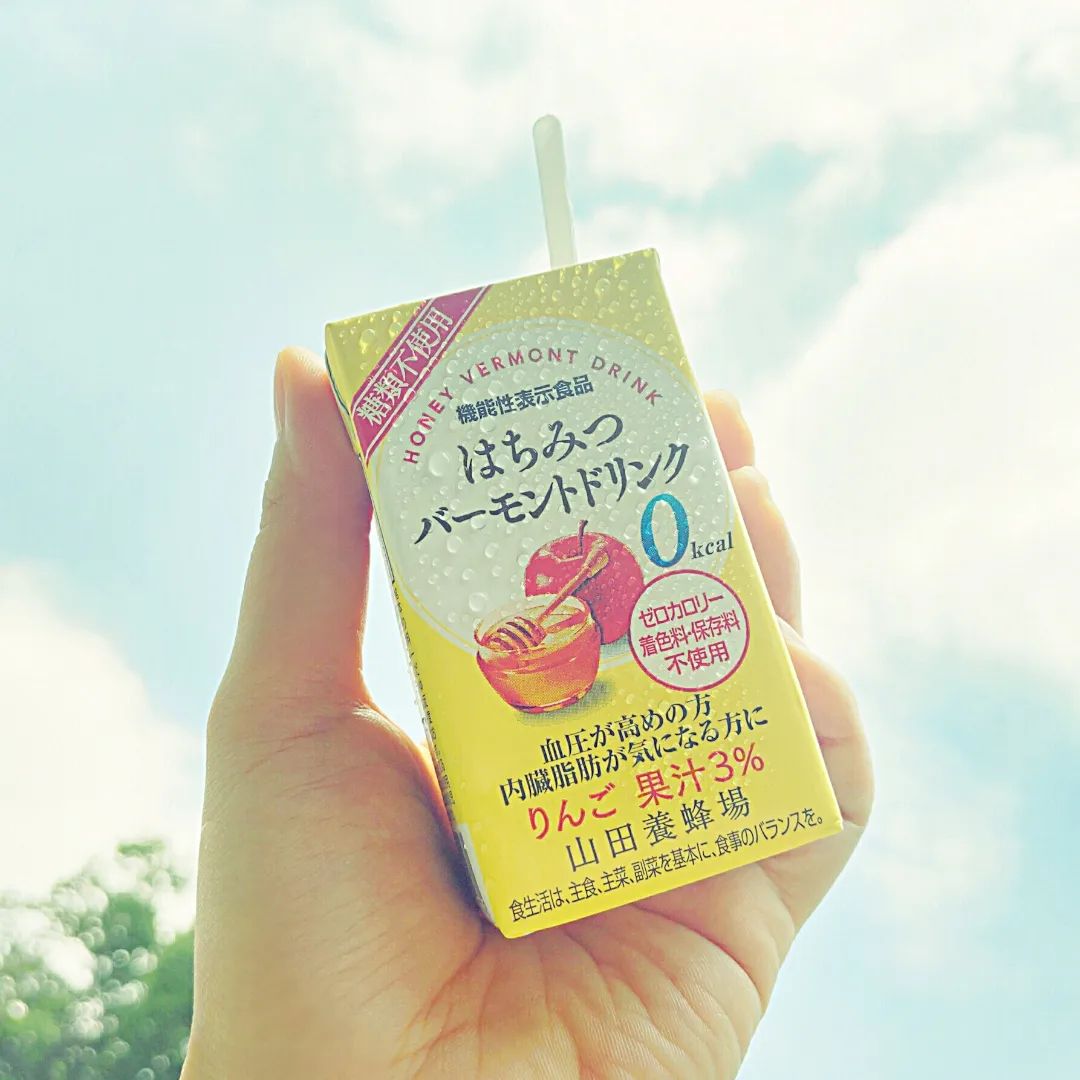 糖類不使用
HONEY VERMONT DRINK
機能性表示食品
はちみつ
バーモントドリンク
0kcal
ゼロカロリー
着色料・保存料
不使用
血圧が高めの方
内臓脂肪が気になる方に
りんご 果汁3%
山田養蜂場
食生活は、主食、主菜、副菜を基本に、食事のバランスを。